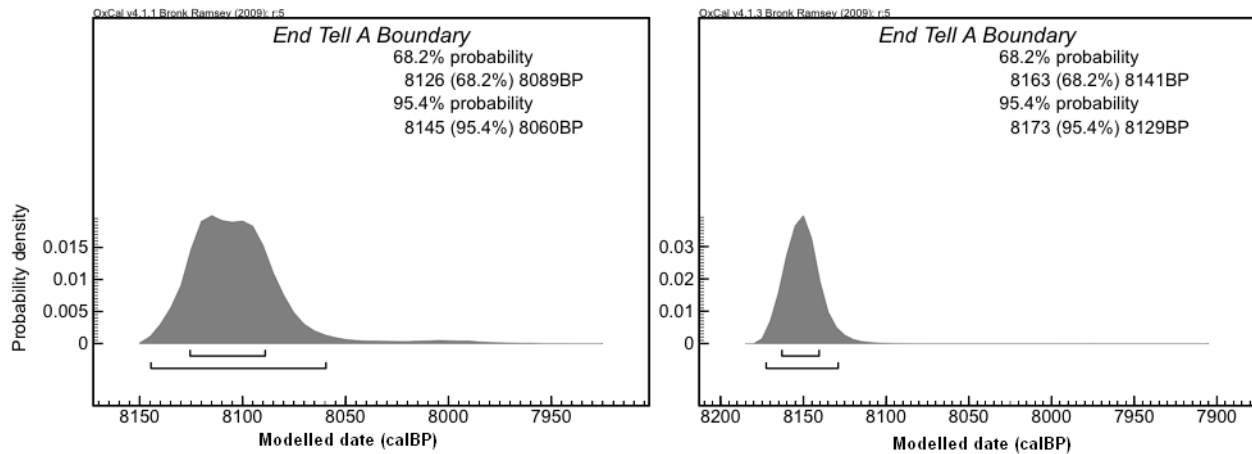 OxCal v4.1.1 Bronk Ramsey (2009); r:5
End Tell A Boundary
68.2% probability
8126 (68.2%) 8089BP
95.4% probability
8145 (95.4%) 8060BP
Probability density
0.015
0.01
0.005
0
8150 8100 8050 8000 7950
Modelled date (calBP)
OxCal v4.1.3 Bronk Ramsey (2009); r:5
End Tell A Boundary
68.2% probability
8163 (68.2%) 8141BP
95.4% probability
8173 (95.4%) 8129BP
0.03
0.02
0.01
0
8200 8150 8100 8050 8000 7950 7900
Modelled date (calBP)